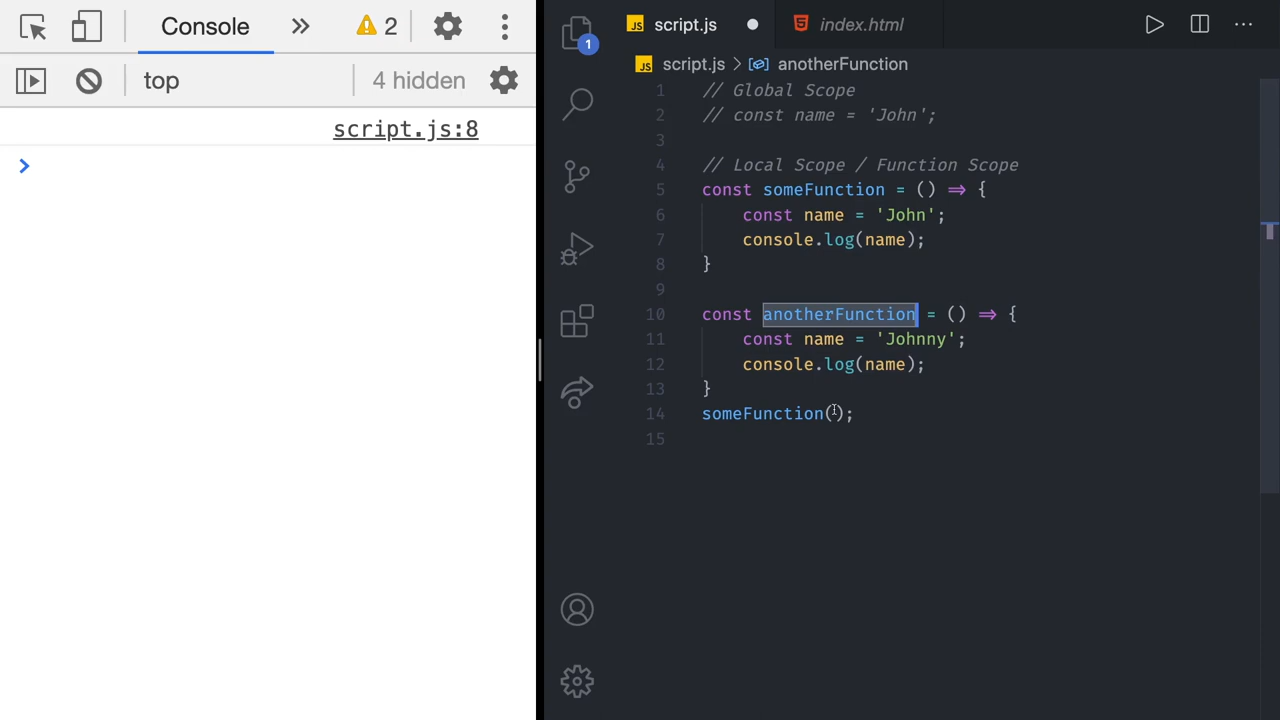 Console
2
top
4 hidden
script.js:8
1
JS script.js
index.html
JS script.js > anotherFunction
1 // Global Scope
2 // const name = 'John';
3
4 // Local Scope / Function Scope
5 const someFunction = () => {
6 const name = 'John';
7 console.log(name);
8 }
9
10 const anotherFunction = () => {
11 const name = 'Johnny';
12 console.log(name);
13 }
14 someFunction();
15